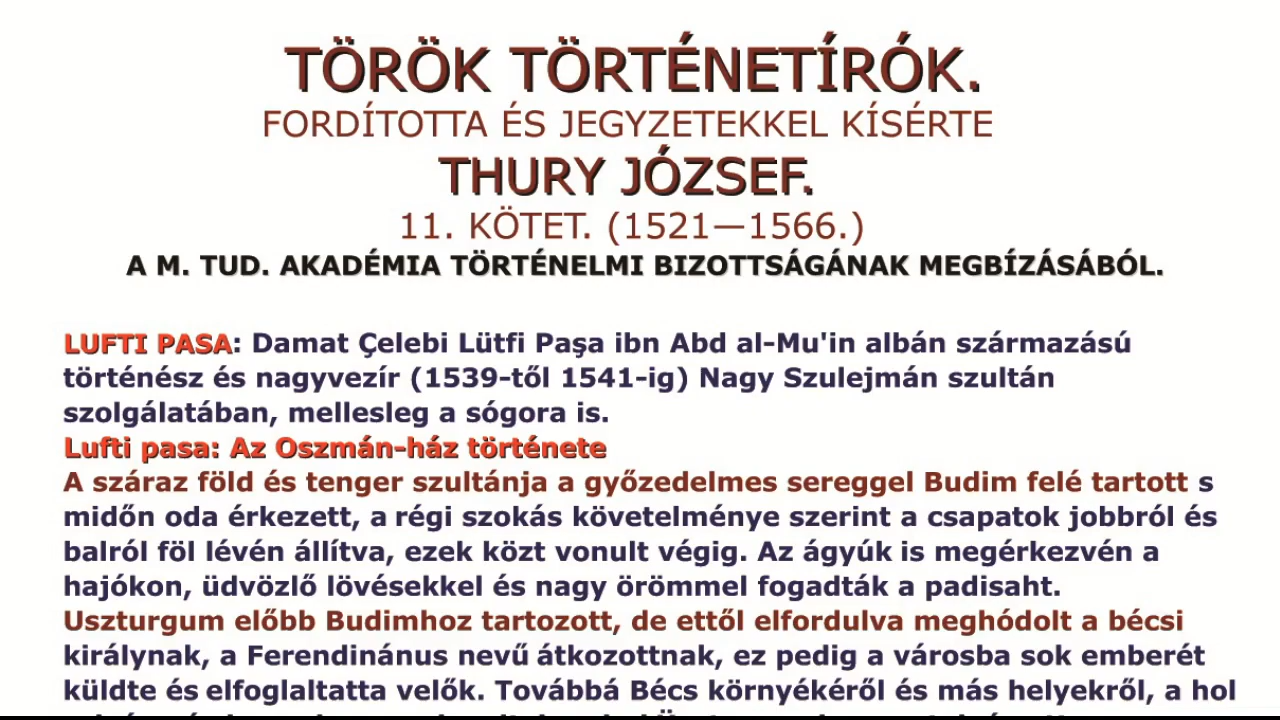 TÖRÖK TÖRTÉNETÍRÓK.
FORDÍTOTTA ÉS JEGYZETEKKEL KÍSÉRTE
THURY JÓZSEF.
11. KÖTET. (1521—1566.)
A M. TUD. AKADÉMIA TÖRTÉNELMI BIZOTTSÁGÁNAK MEGBÍZÁSÁBÓL.
LUFTI PASA: Damat Çelebi Lütfi Paşa ibn Abd al-Mu'in albán származású
történész és nagyvezír (1539-től 1541-ig) Nagy Szulejmán szultán
szolgálatában, mellesleg a sógora is.
Lufti pasa: Az Oszmán-ház története
A száraz föld és tenger szultánja a győzedelmes sereggel Budim felé tartott s
midőn oda érkezett, a régi szokás követelménye szerint a csapatok jobbról és
balról föl lévén állítva, ezek közt vonult végig. Az ágyúk is megérkezvén a
hajókon, üdvözlő lövésekkel és nagy örömmel fogadták a padisaht.
Uszturgum előbb Budimhoz tartozott, de ettől elfordulva meghódolt a bécsi
királynak, a Ferendinánus nevű átkozottnak, ez pedig a városba sok emberét
küldte és elfoglaltatta velők. Továbbá Bécs környékéről és más helyekről, a hol